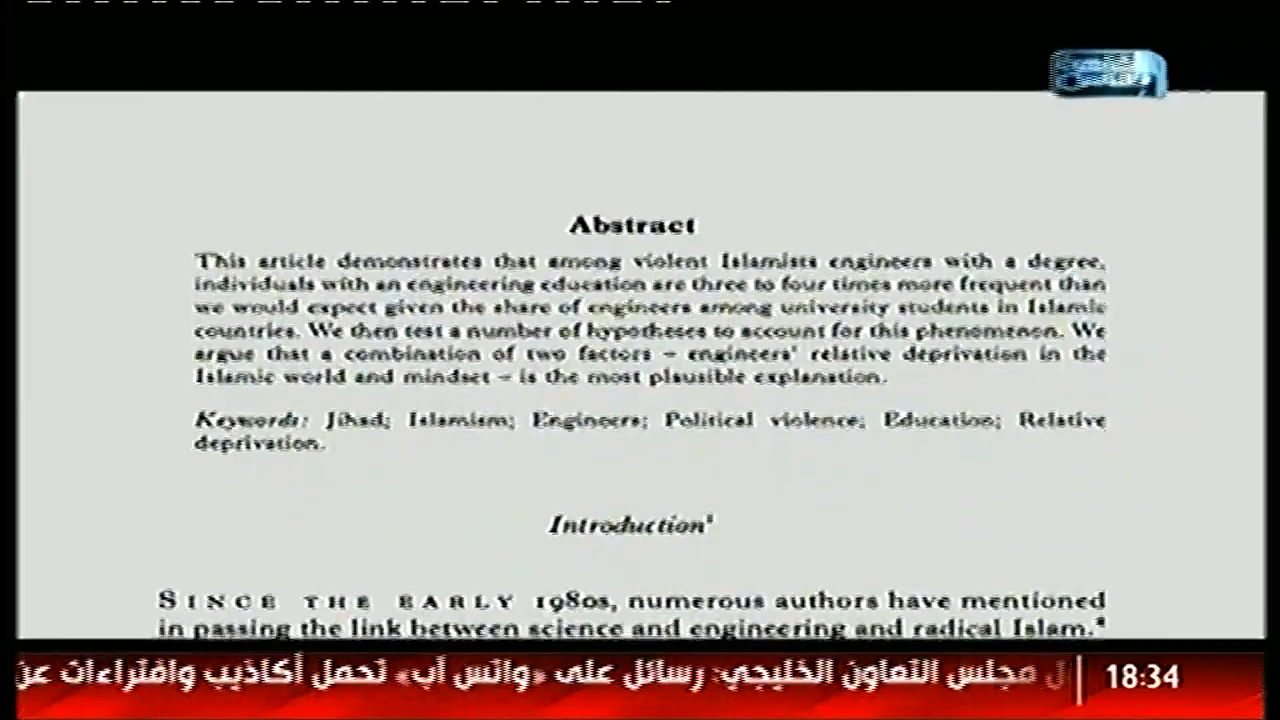 Abstract
This article demonstrates that among violent Islamists engineers with a degree,
individuals with an engineering education are three to four times more frequent than
we would expect given the share of engineers among university students in Islamic
countries. We then test a number of hypotheses to account for this phenomenon. We
argue that a combination of two factors – engineers' relative deprivation in the
Islamic world and mindset – is the most plausible explanation.
Keywords: Jihad; Islamism; Engineers; Political violence; Education; Relative
deprivation.
Introduction¹
SINCE THE EARLY 1980s, numerous authors have mentioned
in passing the link between science and engineering and radical Islam.²
ل مجلس التعاون الخليجي: رسائل على «واتس آب» تحمل أكاذيب وافتراءات عن
18:34